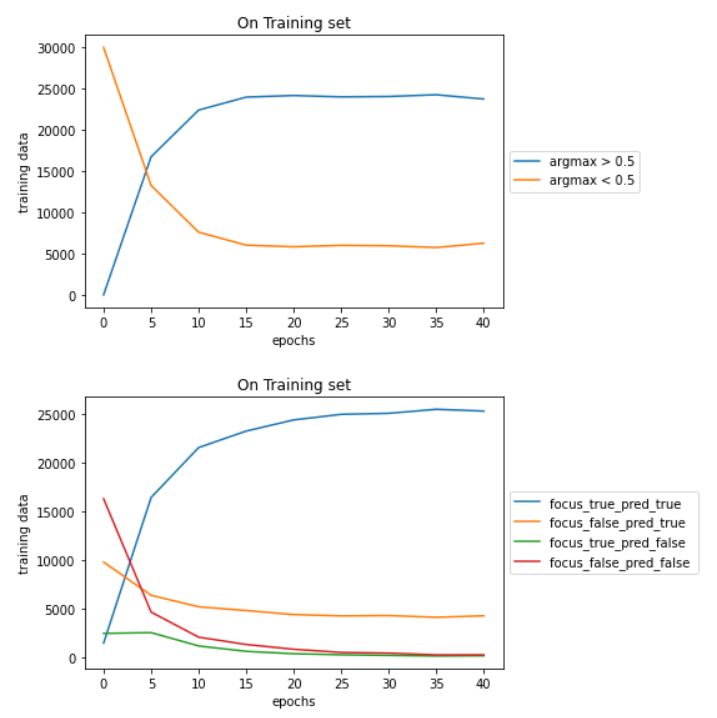 On Training set
30000
25000
20000
15000
10000
5000
0
training data
0 5 10 15 20 25 30 35 40
epochs
argmax > 0.5
argmax < 0.5
On Training set
25000
20000
15000
10000
5000
0
training data
0 5 10 15 20 25 30 35 40
epochs
focus_true_pred_true
focus_false_pred_true
focus_true_pred_false
focus_false_pred_false